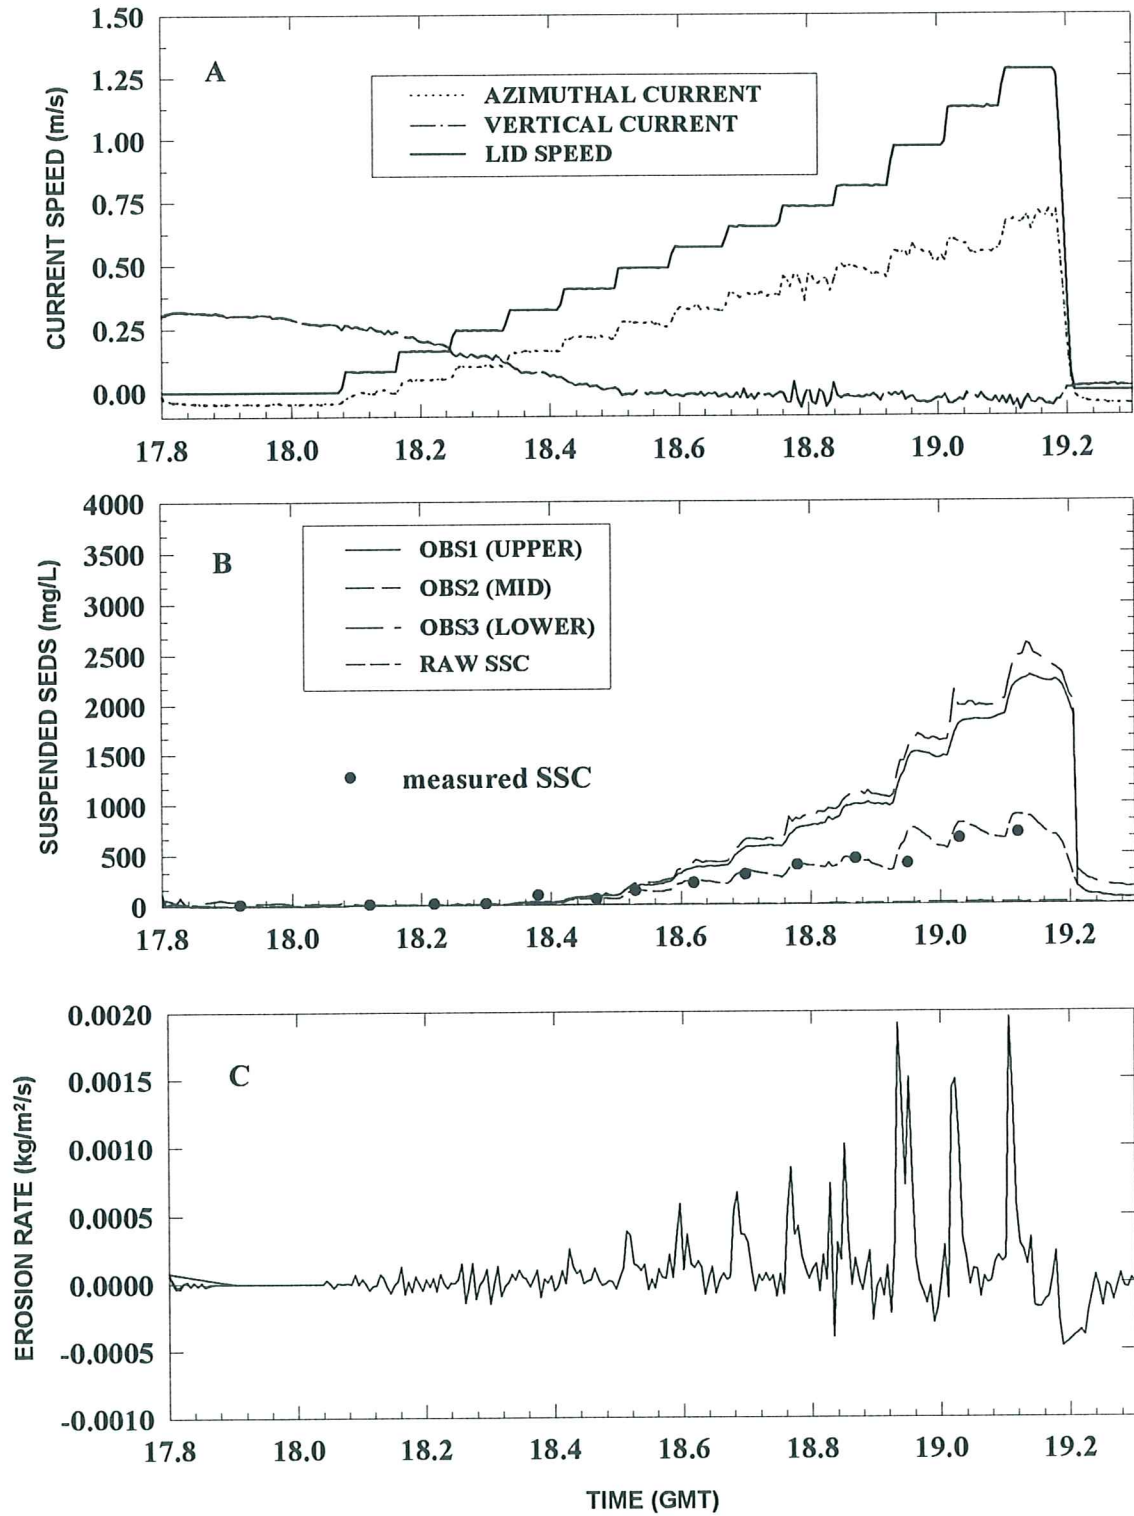 1.50
A
AZIMUTHAL CURRENT
VERTICAL CURRENT
LID SPEED
1.25
1.00
0.75
0.50
0.25
0.00
CURRENT SPEED (m/s)
17.8 18.0 18.2 18.4 18.6 18.8 19.0 19.2
4000
B
OBS1 (UPPER)
OBS2 (MID)
OBS3 (LOWER)
RAW SSC
measured SSC
3500
3000
2500
2000
1500
1000
500
0
SUSPENDED SEDS (mg/L)
17.8 18.0 18.2 18.4 18.6 18.8 19.0 19.2
0.0020
C
0.0015
0.0010
0.0005
0.0000
-0.0005
-0.0010
EROSION RATE (kg/m²/s)
17.8 18.0 18.2 18.4 18.6 18.8 19.0 19.2
TIME (GMT)